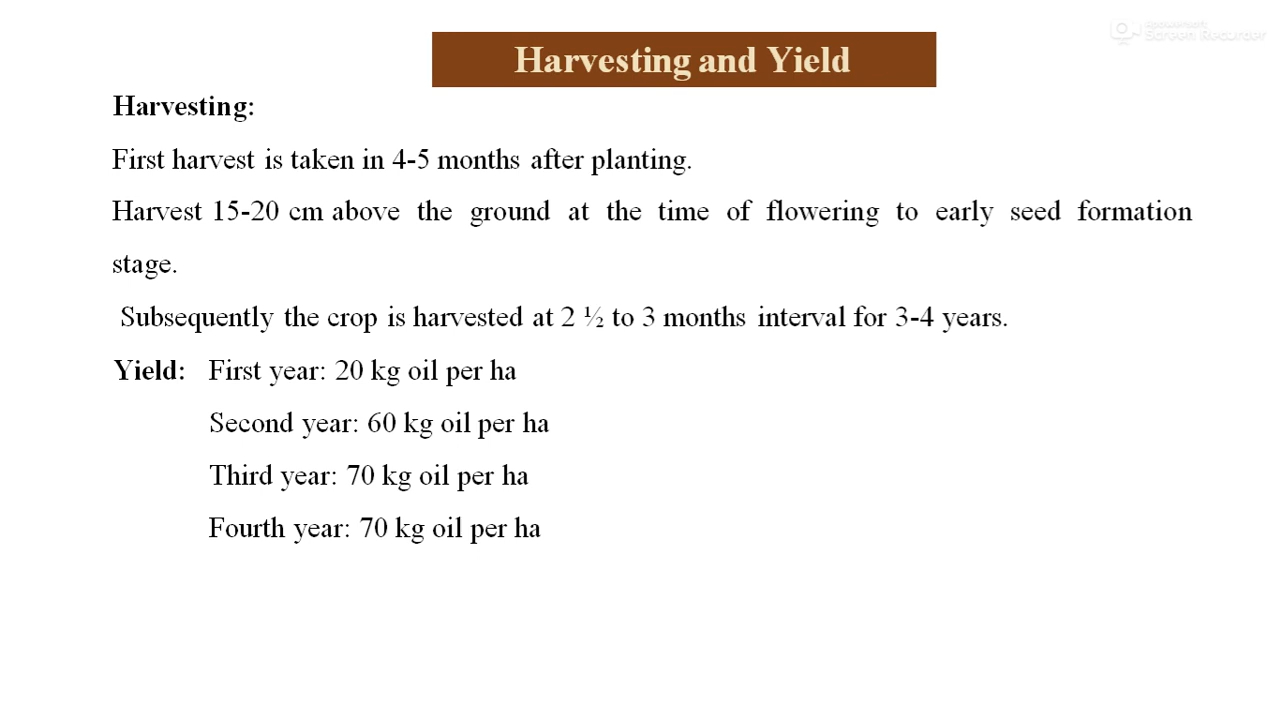 Apowersoft
Screen Recorder
Harvesting and Yield
Harvesting:
First harvest is taken in 4-5 months after planting.
Harvest 15-20 cm above the ground at the time of flowering to early seed formation
stage.
Subsequently the crop is harvested at 2 ½ to 3 months interval for 3-4 years.
Yield: First year: 20 kg oil per ha
Second year: 60 kg oil per ha
Third year: 70 kg oil per ha
Fourth year: 70 kg oil per ha